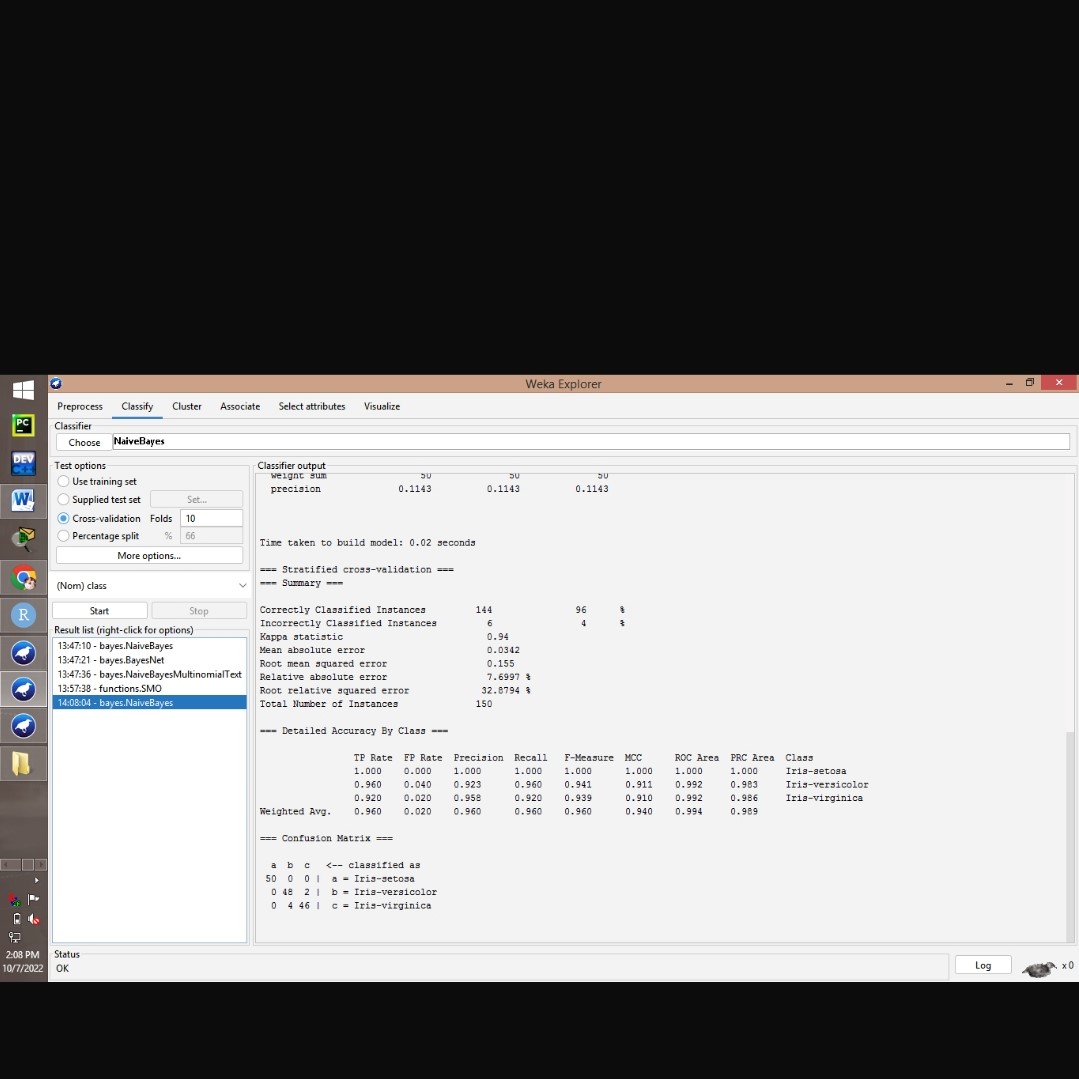 Weka Explorer
Preprocess Classify Cluster Associate Select attributes Visualize
Classifier
Choose NaiveBayes
Test options
Use training set
Supplied test set Set...
Cross-validation Folds 10
Percentage split % 66
More options...
(Nom) class
Start Stop
Result list (right-click for options)
13:47:10 - bayes.NaiveBayes
13:47:21 - bayes.BayesNet
13:47:36 - bayes.NaiveBayesMultinomialText
13:57:38 - functions.SMO
14:08:04 - bayes.NaiveBayes
Classifier output
weight sum 50 50 50
precision 0.1143 0.1143 0.1143
Time taken to build model: 0.02 seconds
=== Stratified cross-validation ===
=== Summary ===
Correctly Classified Instances 144 96 %
Incorrectly Classified Instances 6 4 %
Kappa statistic 0.94
Mean absolute error 0.0342
Root mean squared error 0.155
Relative absolute error 7.6997 %
Root relative squared error 32.8794 %
Total Number of Instances 150
=== Detailed Accuracy By Class ===
TP Rate FP Rate Precision Recall F-Measure MCC ROC Area PRC Area Class
1.000 0.000 1.000 1.000 1.000 1.000 1.000 1.000 Iris-setosa
0.960 0.040 0.923 0.960 0.941 0.911 0.992 0.983 Iris-versicolor
0.920 0.020 0.958 0.920 0.939 0.910 0.992 0.986 Iris-virginica
Weighted Avg. 0.960 0.020 0.960 0.960 0.960 0.940 0.994 0.989
=== Confusion Matrix ===
a b c <-- classified as
50 0 0 | a = Iris-setosa
0 48 2 | b = Iris-versicolor
0 4 46 | c = Iris-virginica
Status
OK
Log x 0
PC
DEV
W
R
2:08 PM
10/7/2022